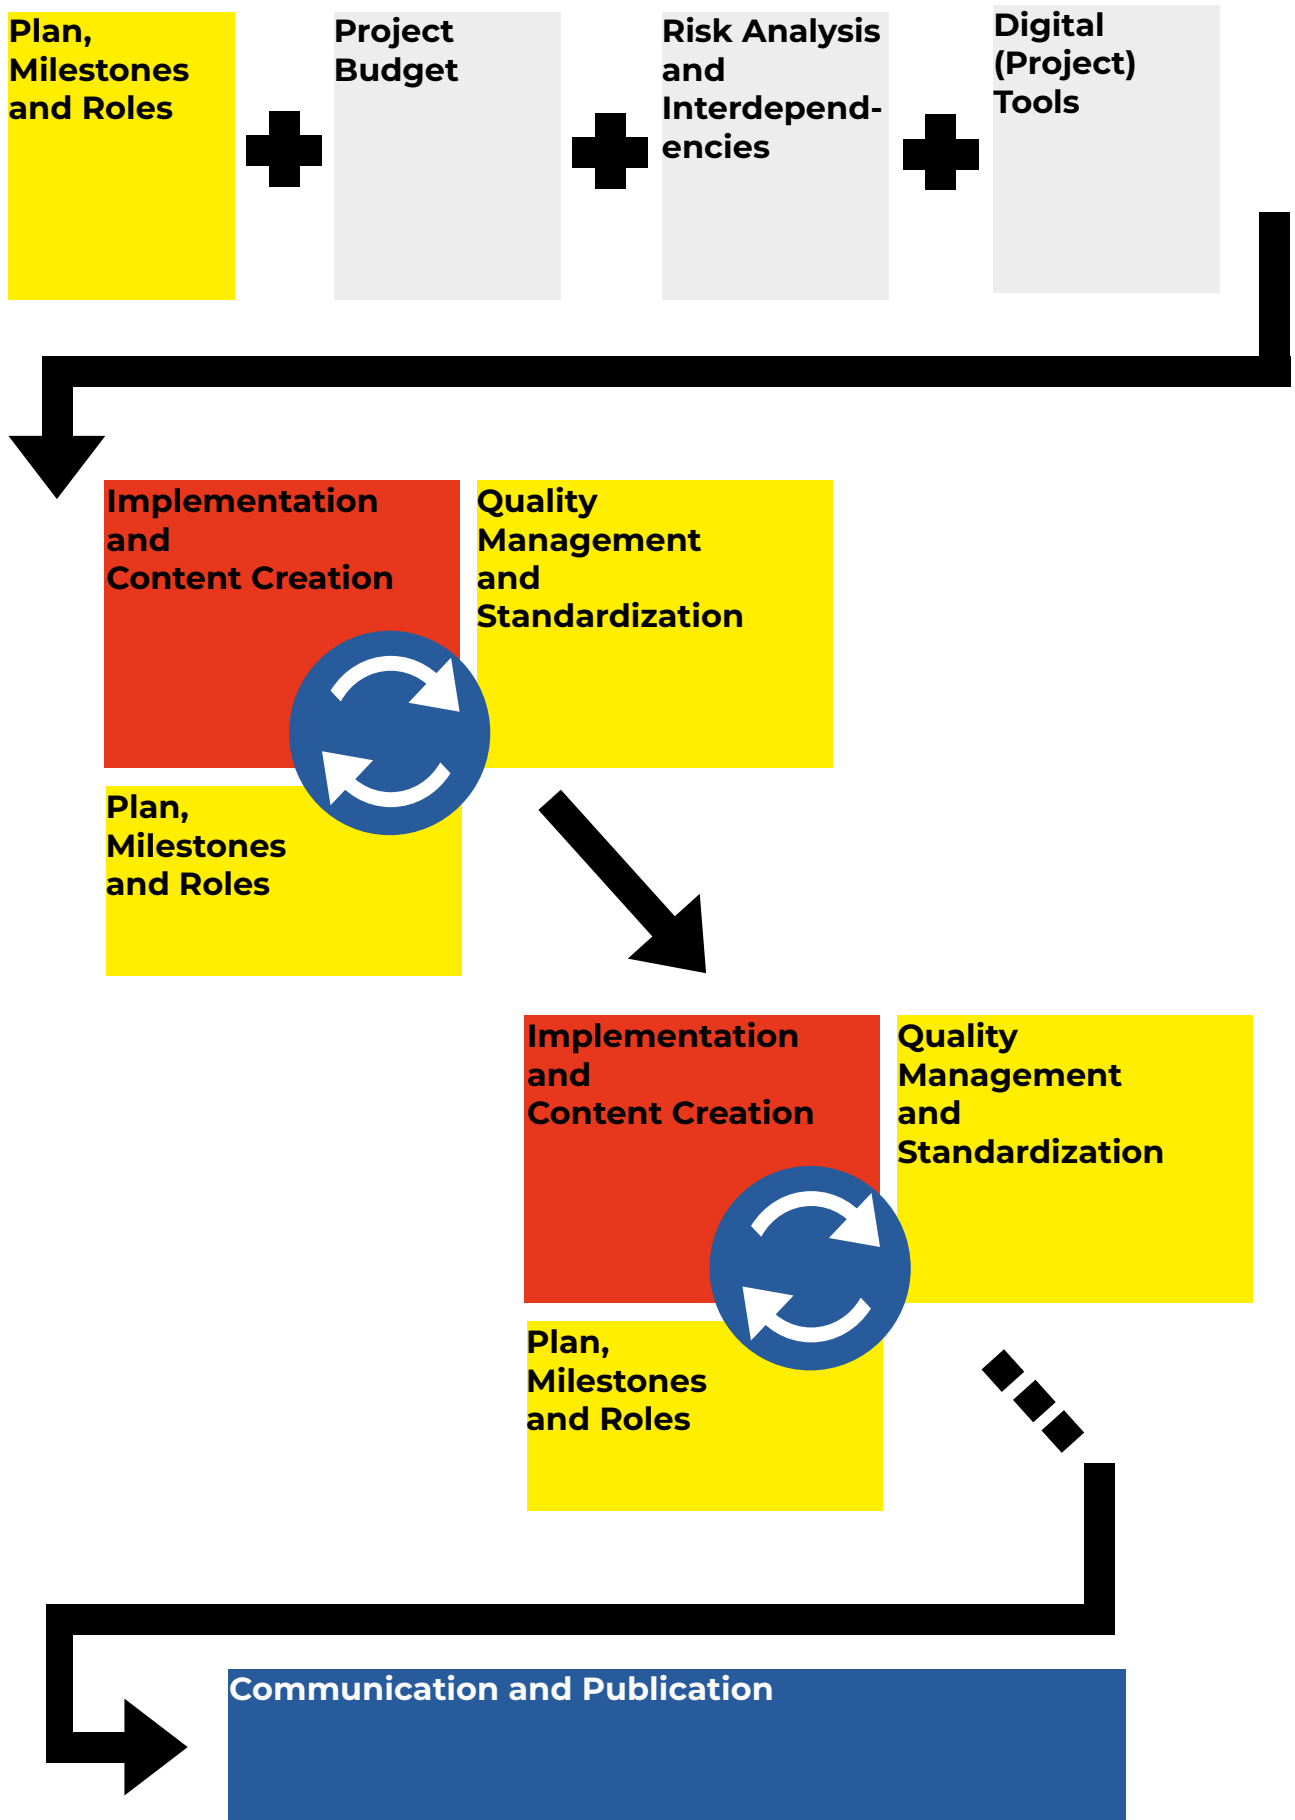 Plan,
Milestones
and Roles
Project
Budget
Risk Analysis
and
Interdepend-
encies
Digital
(Project)
Tools
Implementation
and
Content Creation
Quality
Management
and
Standardization
Plan,
Milestones
and Roles
Implementation
and
Content Creation
Quality
Management
and
Standardization
Plan,
Milestones
and Roles
Communication and Publication